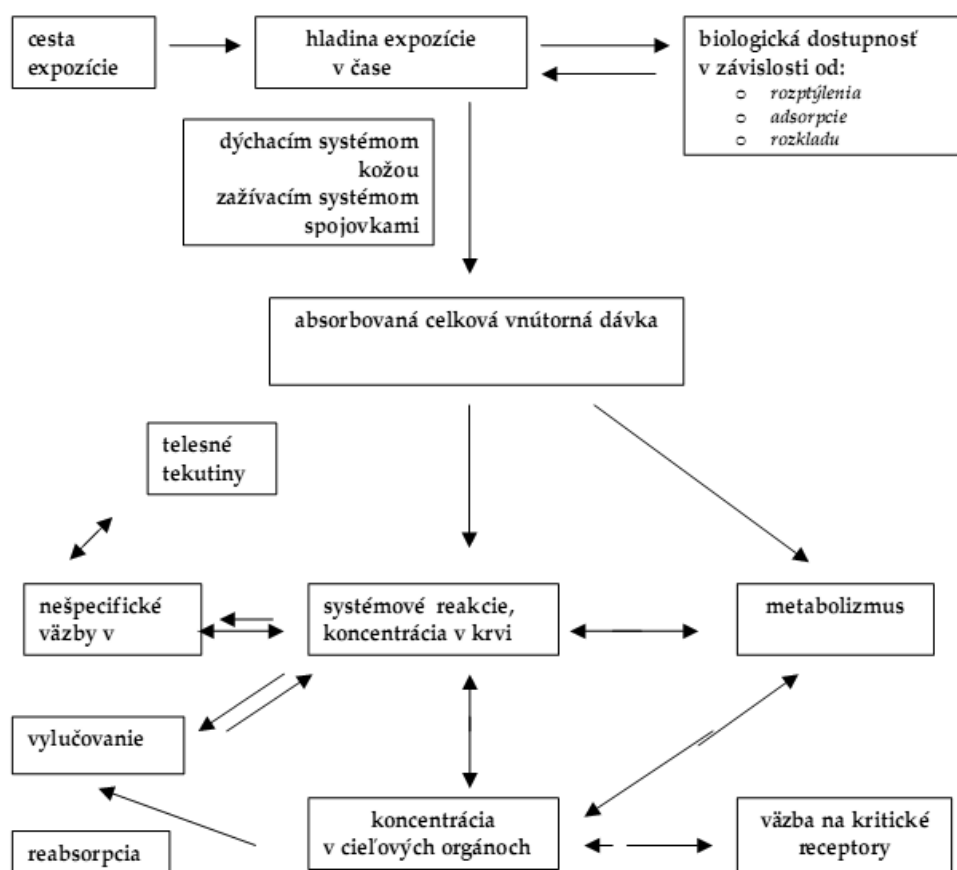 cesta
expozície
hladina expozície
v čase
biologická dostupnosť
v závislosti od:
o rozptýlenia
o adsorpcie
o rozkladu
dýchacím systémom
kožou
zažívacím systémom
spojovkami
absorbovaná celková vnútorná dávka
telesné
tekutiny
nešpecifické
väzby v
systémové reakcie,
koncentrácia v krvi
metabolizmus
vylučovanie
koncentrácia
v cieľových orgánoch
väzba na kritické
receptory
reabsorpcia